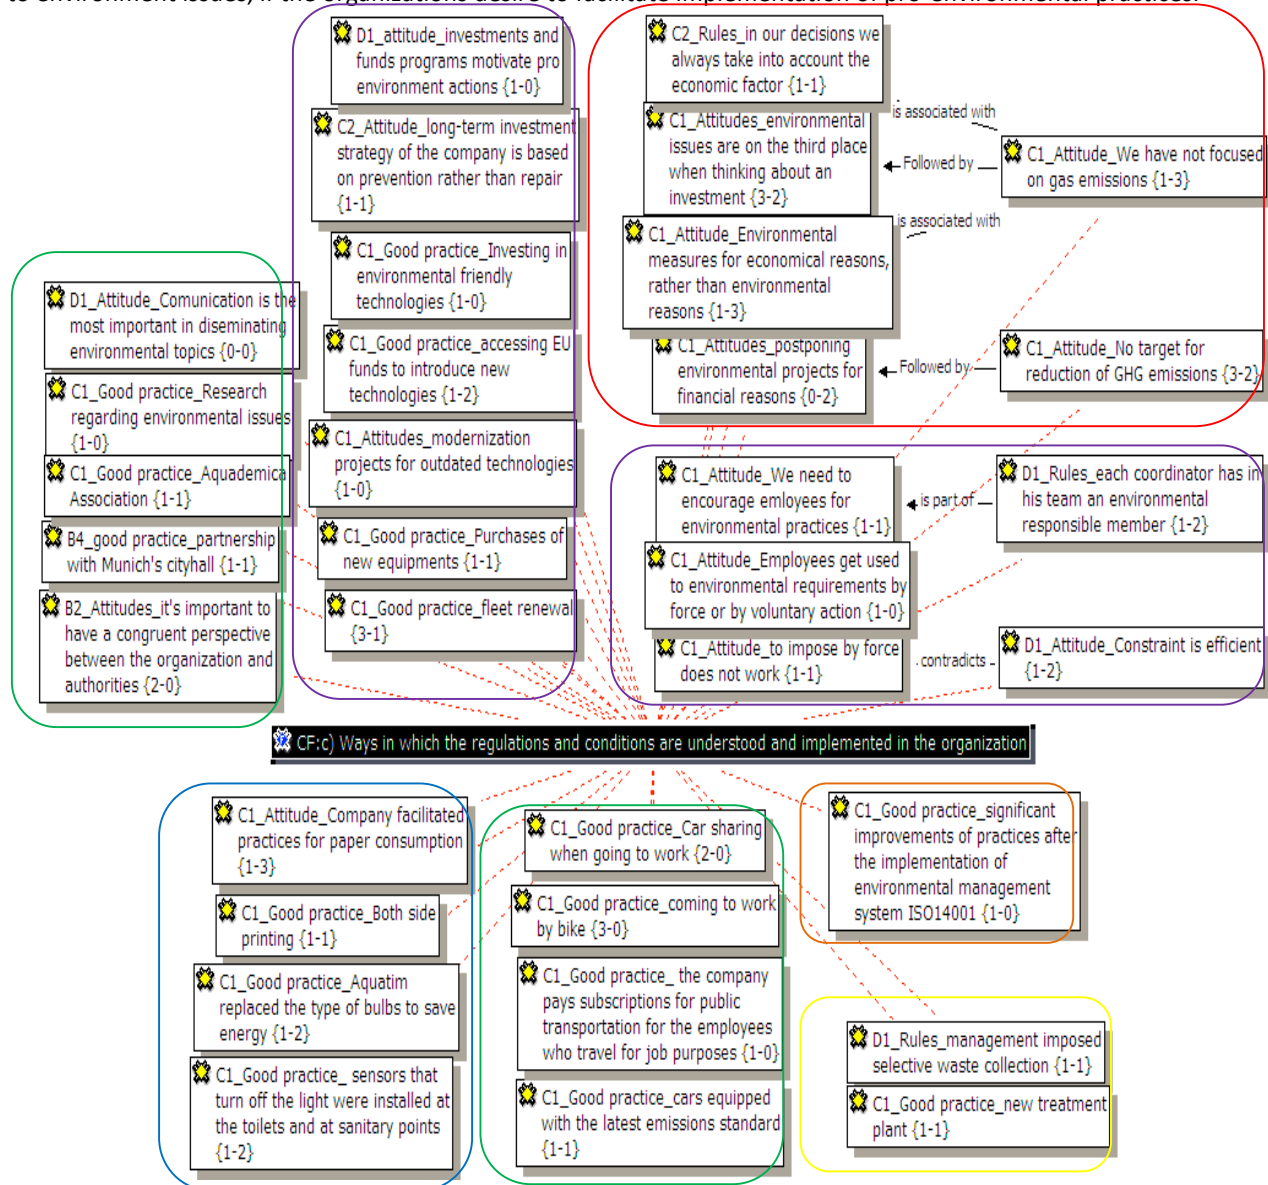 to environment issues, if the organizations desire to facilitate implementation of pro-environmental practices.
D1_attitude_investments and
funds programs motivate pro
environment actions {1-0}
C2_Attitude_long-term investment
strategy of the company is based
on prevention rather than repair
{1-1}
C1_Good practice_Investing in
environmental friendly
technologies {1-0}
C1_Good practice_accessing EU
funds to introduce new
technologies {1-2}
C1_Attitudes_modernization
projects for outdated technologies
{1-0}
C1_Good practice_Purchases of
new equipments {1-1}
C1_Good practice_fleet renewal
{3-1}
C2_Rules_in our decisions we
always take into account the
economic factor {1-1}
C1_Attitudes_environmental
issues are on the third place
when thinking about an
investment {3-2}
C1_Attitude_Environmental
measures for economical reasons,
rather than environmental
reasons {1-3}
C1_Attitudes_postponing
environmental projects for
financial reasons {0-2}
is associated with
Followed by
C1_Attitude_We have not focused
on gas emissions {1-3}
is associated with
Followed by
C1_Attitude_No target for
reduction of GHG emissions {3-2}
D1_Attitude_Comunication is the
most important in diseminating
environmental topics {0-0}
C1_Good practice_Research
regarding environmental issues
{1-0}
C1_Good practice_Aquademica
Association {1-1}
B4_good practice_partnership
with Munich's cityhall {1-1}
B2_Attitudes_it's important to
have a congruent perspective
between the organization and
authorities {2-0}
C1_Attitude_We need to
encourage emloyees for
environmental practices {1-1}
is part of
D1_Rules_each coordinator has in
his team an environmental
responsible member {1-2}
C1_Attitude_Employees get used
to environmental requirements by
force or by voluntary action {1-0}
C1_Attitude_to impose by force
does not work {1-1}
contradicts
D1_Attitude_Constraint is efficient
{1-2}
CF:c) Ways in which the regulations and conditions are understood and implemented in the organization
C1_Attitude_Company facilitated
practices for paper consumption
{1-3}
C1_Good practice_Both side
printing {1-1}
C1_Good practice_Aquatim
replaced the type of bulbs to save
energy {1-2}
C1_Good practice_ sensors that
turn off the light were installed at
the toilets and at sanitary points
{1-2}
C1_Good practice_Car sharing
when going to work {2-0}
C1_Good practice_coming to work
by bike {3-0}
C1_Good practice_ the company
pays subscriptions for public
transportation for the employees
who travel for job purposes {1-0}
C1_Good practice_cars equipped
with the latest emissions standard
{1-1}
C1_Good practice_significant
improvements of practices after
the implementation of
environmental management
system ISO14001 {1-0}
D1_Rules_management imposed
selective waste collection {1-1}
C1_Good practice_new treatment
plant {1-1}